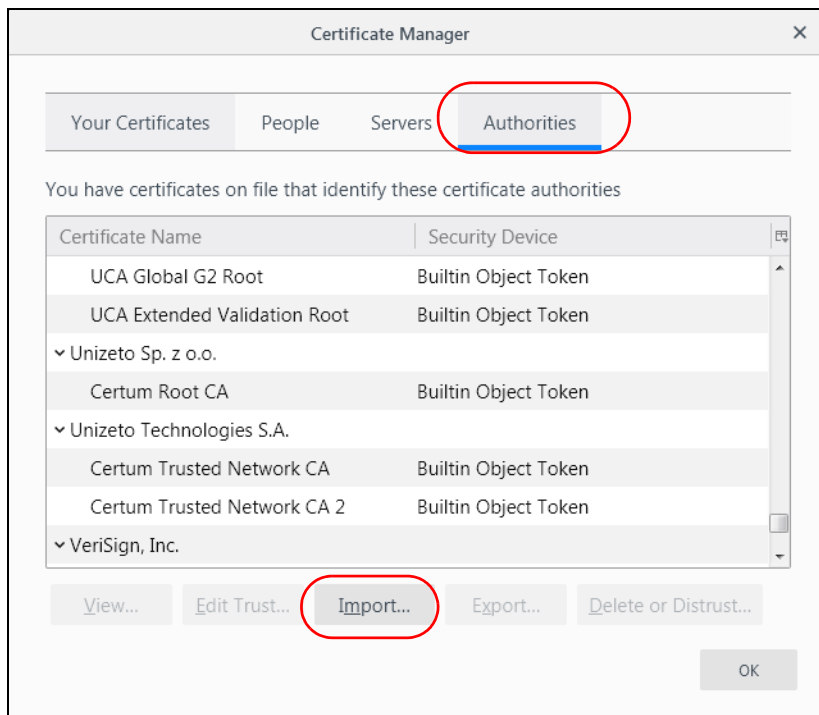 Certificate Manager
Your Certificates People Servers Authorities
You have certificates on file that identify these certificate authorities
Certificate Name Security Device
UCA Global G2 Root Builtin Object Token
UCA Extended Validation Root Builtin Object Token
Unizeto Sp. z o.o.
Certum Root CA Builtin Object Token
Unizeto Technologies S.A.
Certum Trusted Network CA Builtin Object Token
Certum Trusted Network CA 2 Builtin Object Token
VeriSign, Inc.
View... Edit Trust... Import... Export... Delete or Distrust...
OK